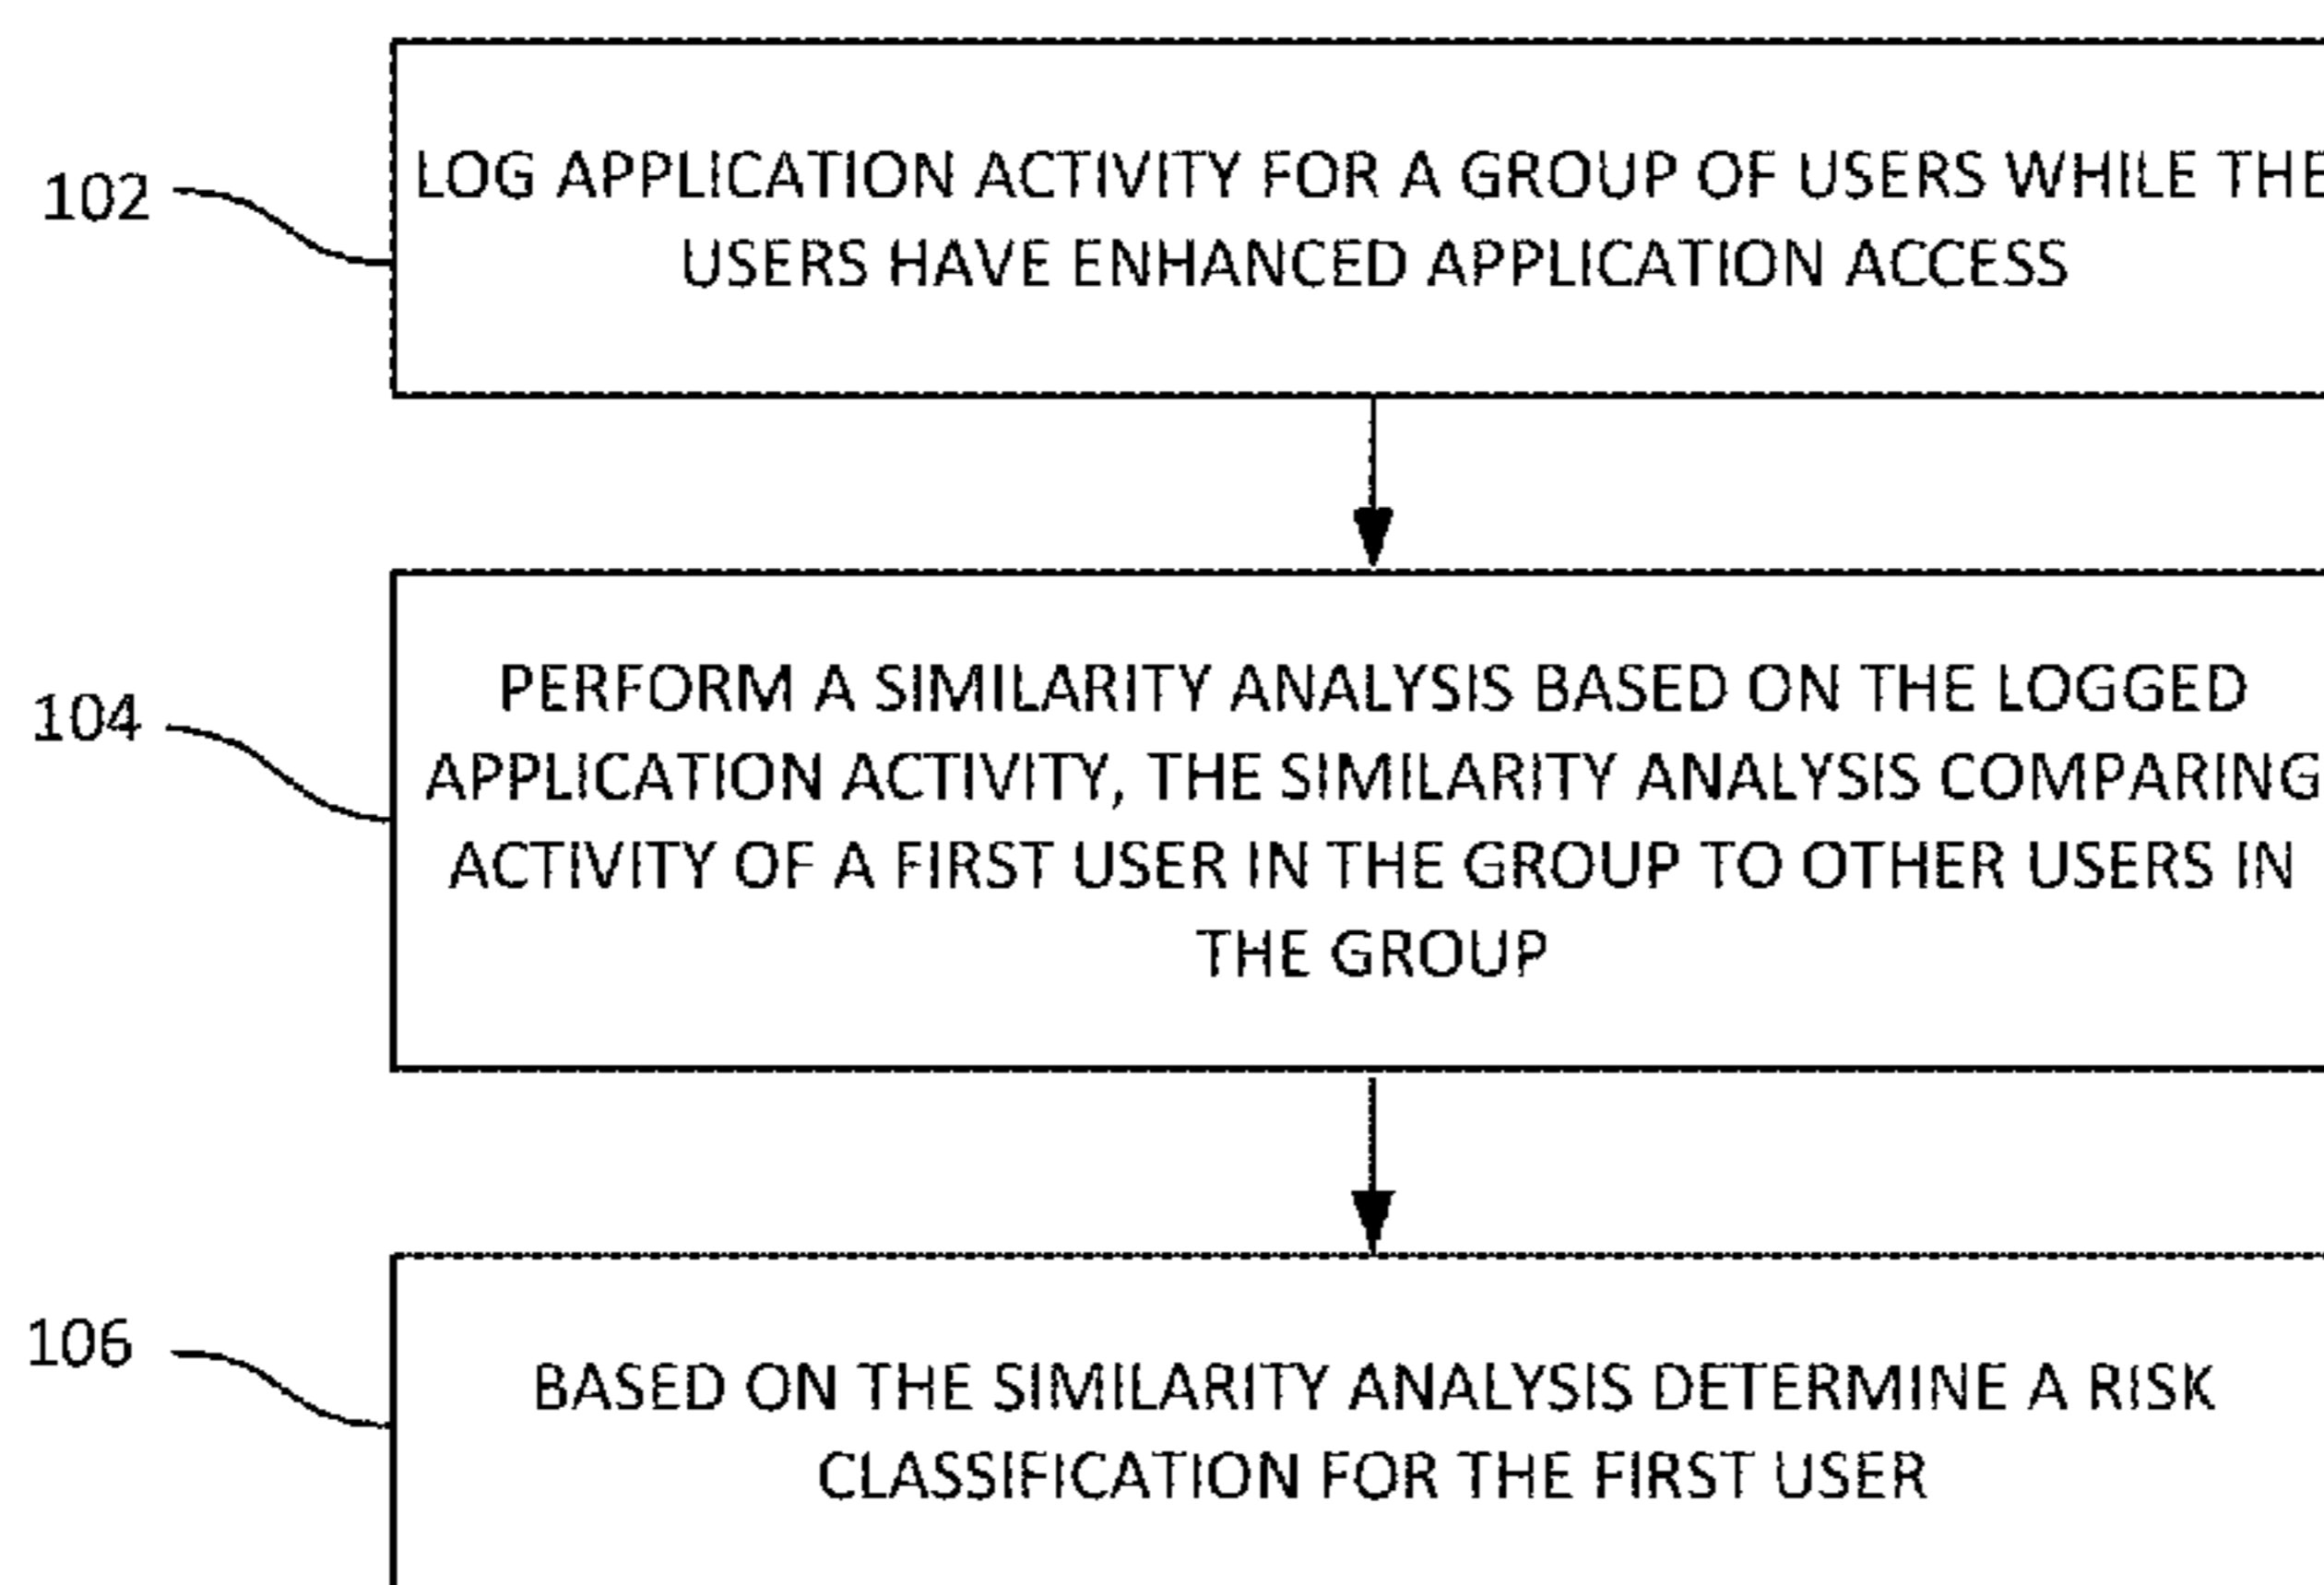 102
LOG APPLICATION ACTIVITY FOR A GROUP OF USERS WHILE THE
USERS HAVE ENHANCED APPLICATION ACCESS
104
PERFORM A SIMILARITY ANALYSIS BASED ON THE LOGGED
APPLICATION ACTIVITY, THE SIMILARITY ANALYSIS COMPARING
ACTIVITY OF A FIRST USER IN THE GROUP TO OTHER USERS IN
THE GROUP
106
BASED ON THE SIMILARITY ANALYSIS DETERMINE A RISK
CLASSIFICATION FOR THE FIRST USER